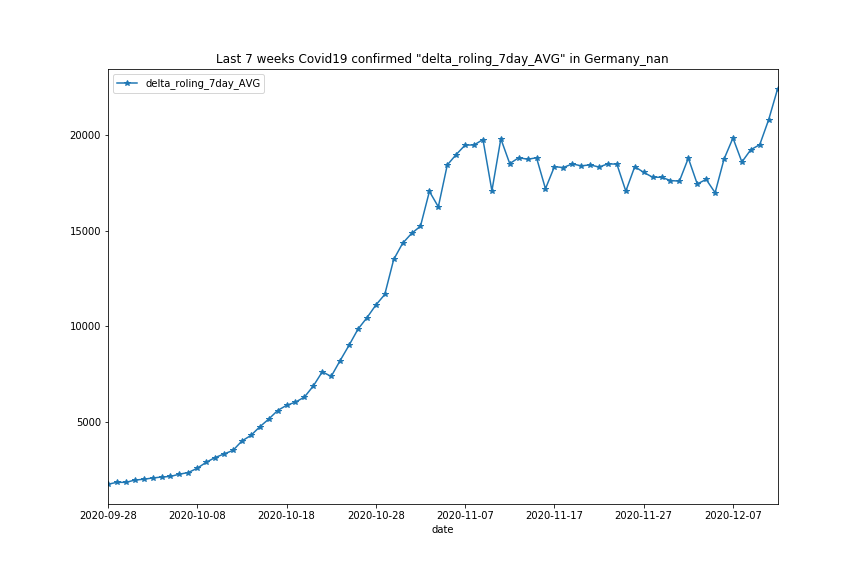 Last 7 weeks Covid19 confirmed "delta_roling_7day_AVG" in Germany_nan
delta_roling_7day_AVG
20000
15000
10000
5000
2020-09-28 2020-10-08 2020-10-18 2020-10-28 2020-11-07 2020-11-17 2020-11-27 2020-12-07
date